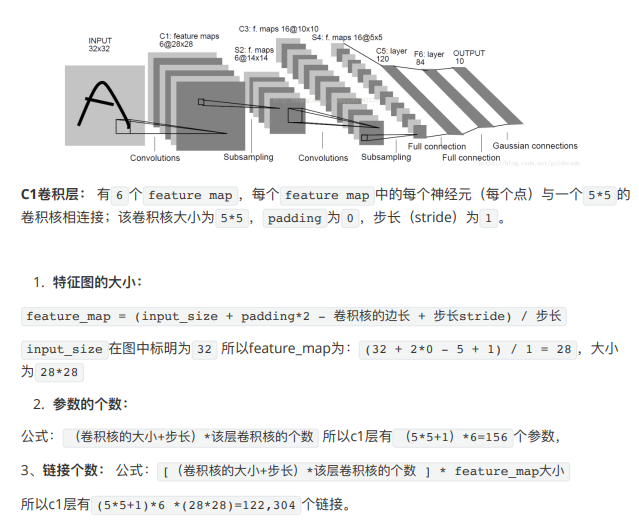 C3: f. maps 16@10x10
INPUT
32x32
C1: feature maps
6@28x28
S2: f. maps
6@14x14
S4: f. maps 16@5x5
C5: layer
120
F6: layer
84
OUTPUT
10
Convolutions
Subsampling
Convolutions
Subsampling
Full connection
Full connection
Gaussian connections
C1卷积层： 有 6 个 feature map ，每个 feature map 中的每个神经元（每个点）与一个 5*5 的
卷积核相连接；该卷积核大小为 5*5 ， padding 为 0 ，步长（stride）为 1 。
1. 特征图的大小：
feature_map = (input_size + padding*2 − 卷积核的边长 + 步长stride) / 步长
input_size 在图中标明为 32 所以feature_map为： (32 + 2*0 − 5 + 1) / 1 = 28 ，大小
为 28*28
2. 参数的个数：
公式： （卷积核的大小+步长）*该层卷积核的个数 所以c1层有 （5*5+1）*6=156 个参数，
3、链接个数： 公式： [（卷积核的大小+步长）*该层卷积核的个数 ] * feature_map大小
所以c1层有 (5*5+1)*6 *(28*28)=122,304 个链接。